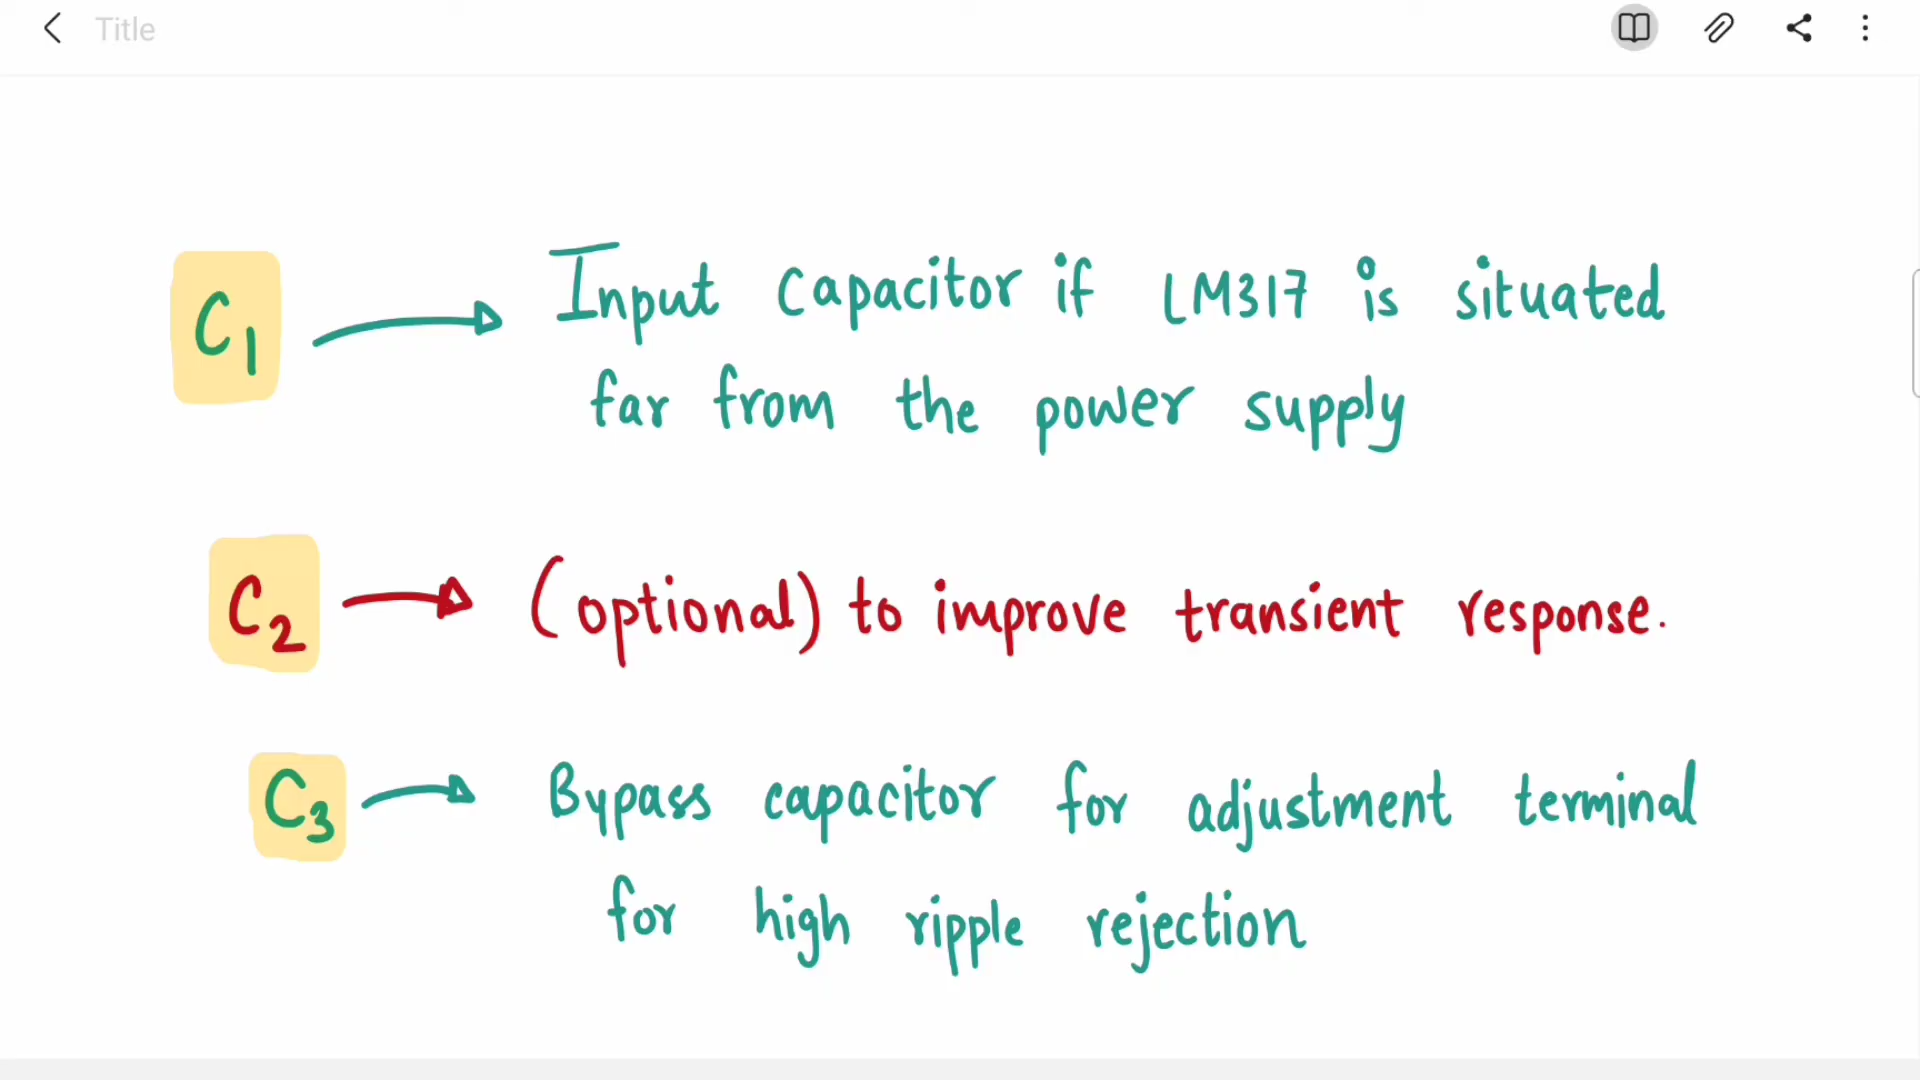 Title
C1 → Input Capacitor if LM317 is situated
far from the power supply
C2 → (optional) to improve transient response.
C3 → Bypass capacitor for adjustment terminal
for high ripple rejection